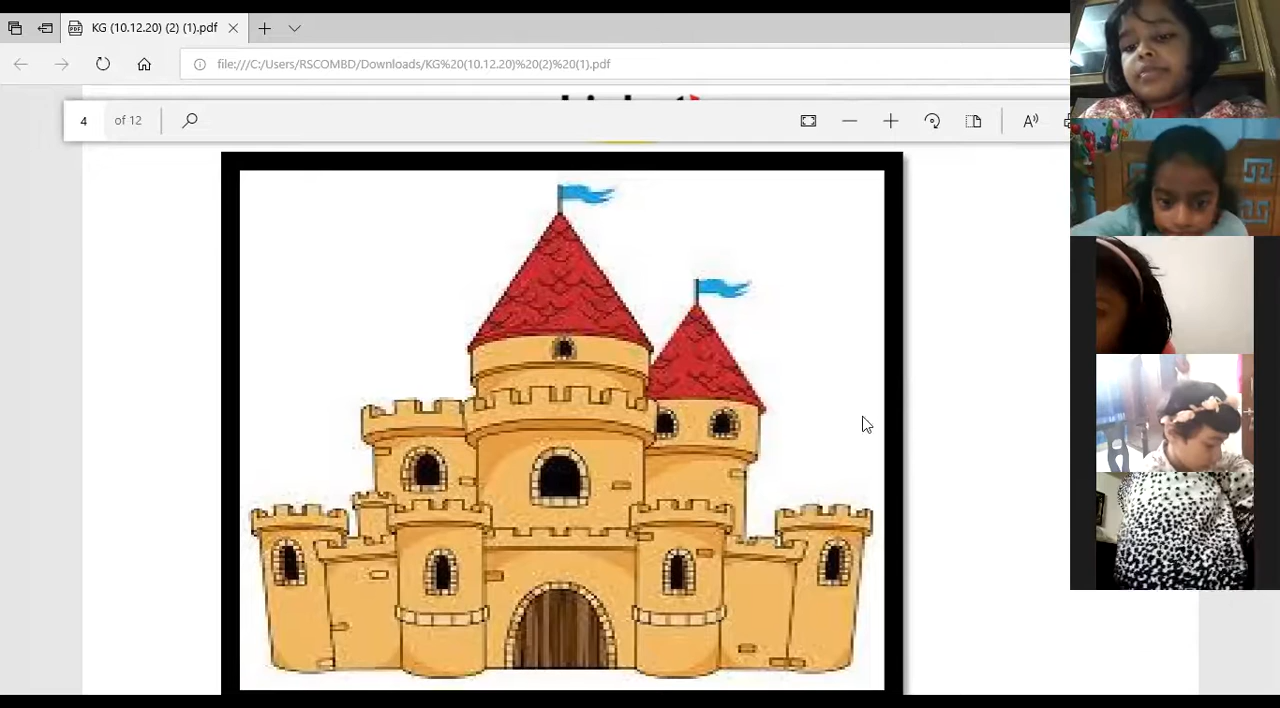 KG (10.12.20) (2) (1).pdf
file:///C:/Users/RSCOMBD/Downloads/KG%20(10.12.20)%20(2)%20(1).pdf
4 of 12